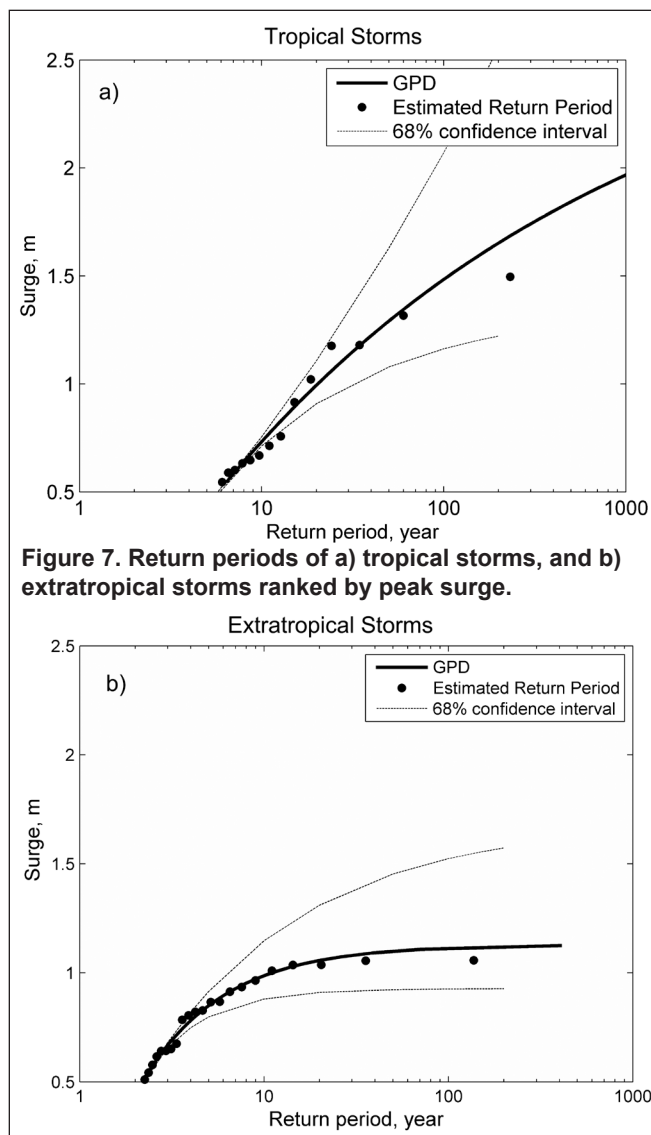 Tropical Storms
a)
GPD
Estimated Return Period
68% confidence interval
2.5
2
1.5
1
0.5
Surge, m
1
10
100
1000
Return period, year
Figure 7. Return periods of a) tropical storms, and b)
extratropical storms ranked by peak surge.
Extratropical Storms
b)
GPD
Estimated Return Period
68% confidence interval
2.5
2
1.5
1
0.5
Surge, m
1
10
100
1000
Return period, year